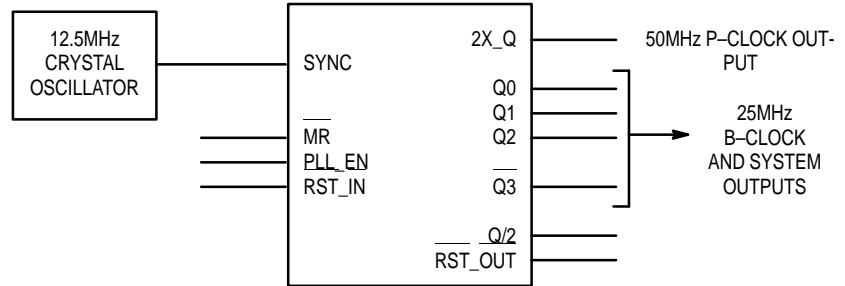 12.5MHz
CRYSTAL
OSCILLATOR
SYNC
MR
PLL_EN
RST_IN
2X_Q
Q0
Q1
Q2
Q3
Q/2
RST_OUT
50MHz P–CLOCK OUT-
PUT
25MHz
B–CLOCK
AND SYSTEM
OUTPUTS